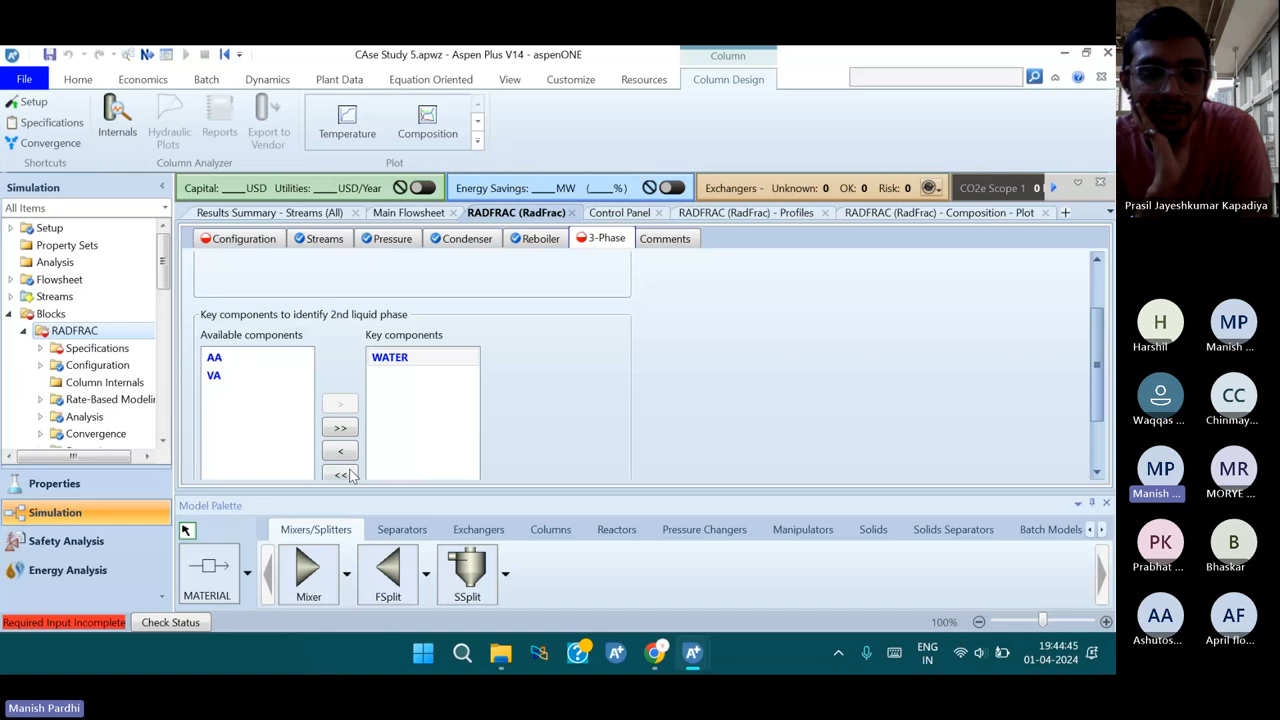 CAse Study 5.apwz - Aspen Plus V14 - aspenONE
Column
File
Home
Economics
Batch
Dynamics
Plant Data
Equation Oriented
View
Customize
Resources
Column Design
Setup
Specifications
Convergence
Shortcuts
Internals
Hydraulic
Plots
Reports
Export to
Vendor
Column Analyzer
Temperature
Composition
Plot
Simulation
All Items
Capital: ____USD Utilities: ____USD/Year
Energy Savings: ____MW (____%)
Exchangers - Unknown: 0 OK: 0 Risk: 0
CO2e Scope 1 0
Results Summary - Streams (All)
Main Flowsheet
RADFRAC (RadFrac)
Control Panel
RADFRAC (RadFrac) - Profiles
RADFRAC (RadFrac) - Composition - Plot
Configuration
Streams
Pressure
Condenser
Reboiler
3-Phase
Comments
Setup
Property Sets
Analysis
Flowsheet
Streams
Blocks
RADFRAC
Specifications
Configuration
Column Internals
Rate-Based Modelin
Analysis
Convergence
Key components to identify 2nd liquid phase
Available components
Key components
AA
VA
WATER
>
>>
<
<<
Properties
Simulation
Safety Analysis
Energy Analysis
Model Palette
Mixers/Splitters
Separators
Exchangers
Columns
Reactors
Pressure Changers
Manipulators
Solids
Solids Separators
Batch Models
MATERIAL
Mixer
FSplit
SSplit
Required Input Incomplete
Check Status
100%
ENG
IN
19:44:45
01-04-2024
Manish Pardhi
Prasil Jayeshkumar Kapadiya
H
Harshil
MP
Manish ...
Waqqas ...
CC
Chinmay...
MP
Manish ...
MR
MORYE ...
PK
Prabhat ...
B
Bhaskar
AA
Ashutos...
AF
April flo...